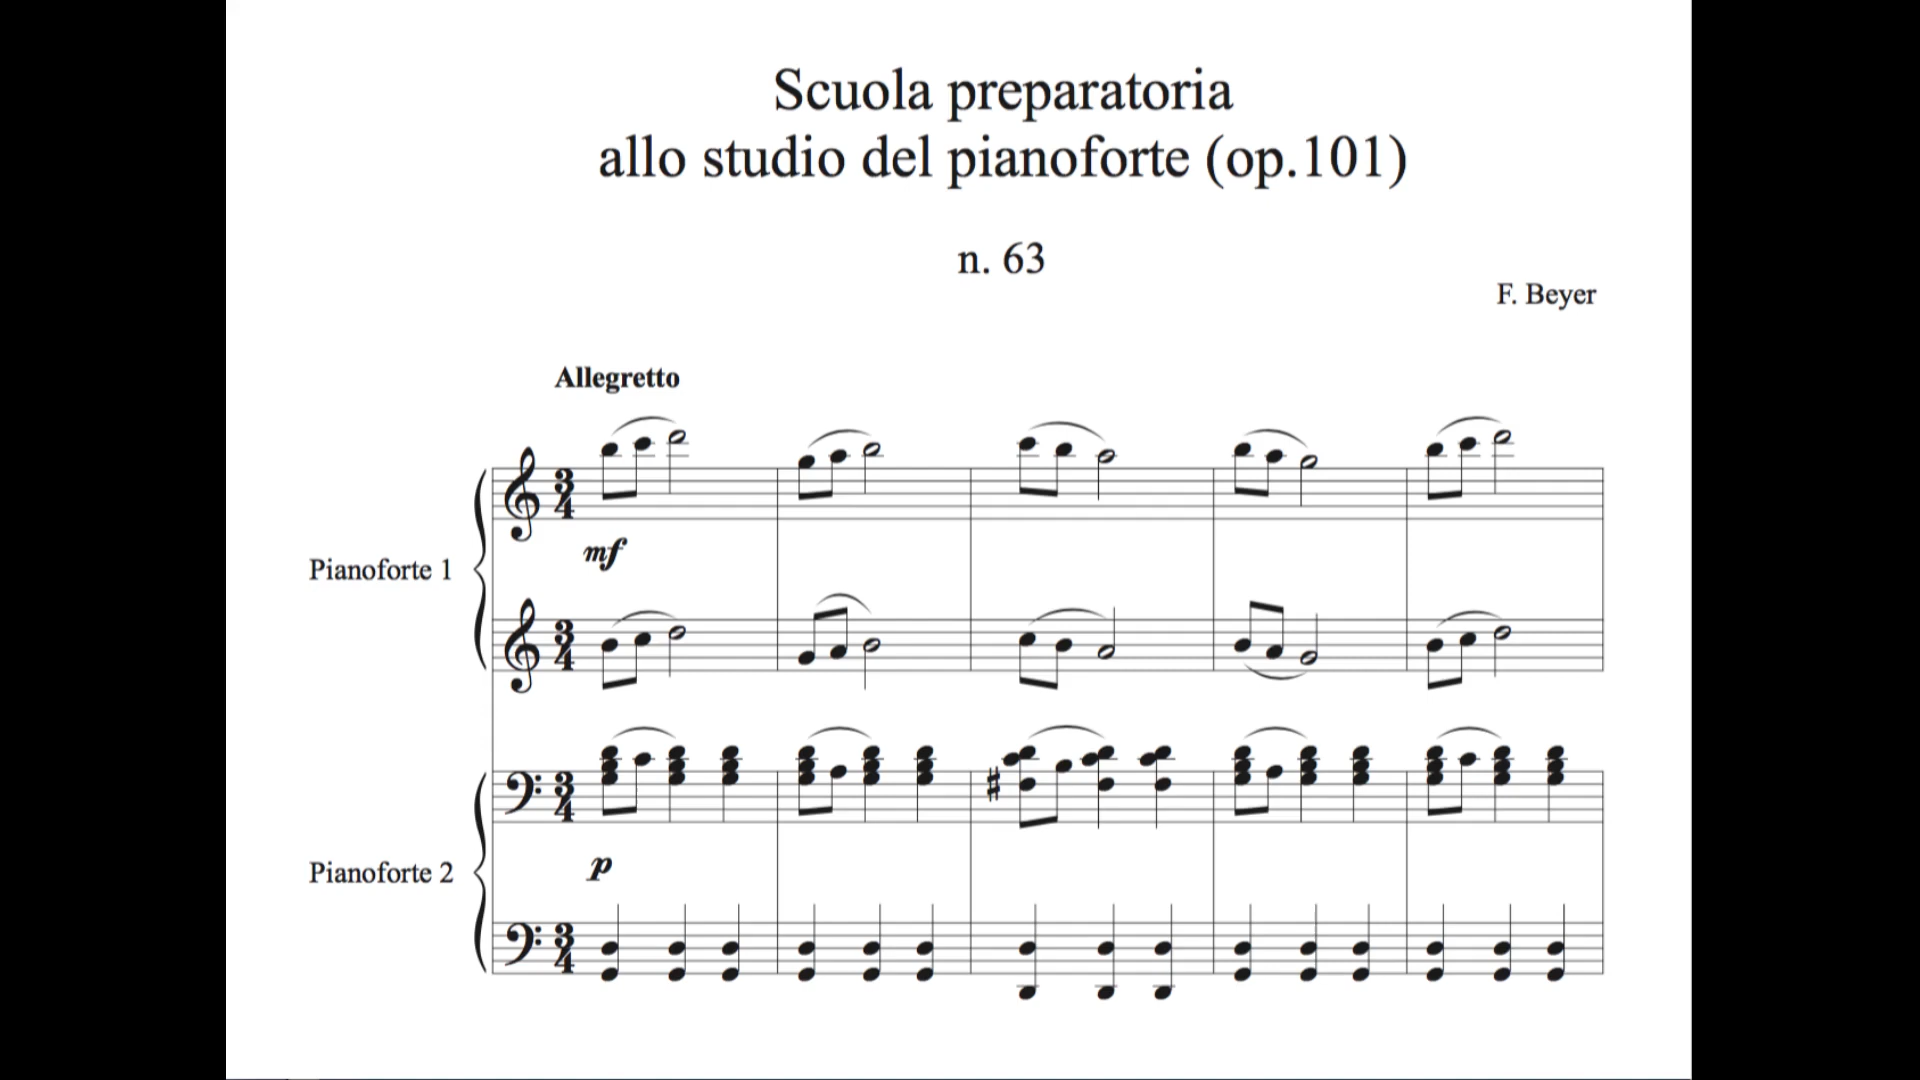 Scuola preparatoria
allo studio del pianoforte (op.101)
n. 63
F. Beyer
Allegretto
mf
Pianoforte 1
p
Pianoforte 2